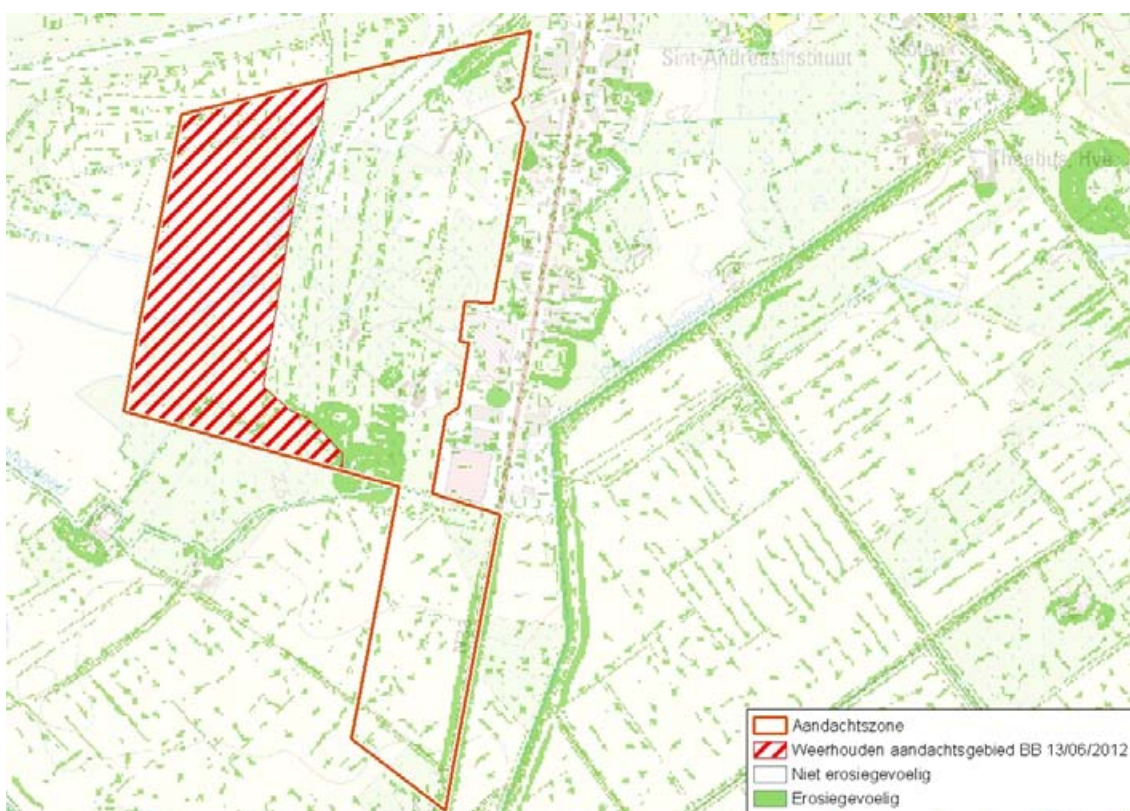 Sint-Andreasinstituut
Aandachtszone
Weerhouden aandachtsgebied BB 13/06/2012
Niet erosiegevoelig
Erosiegevoelig